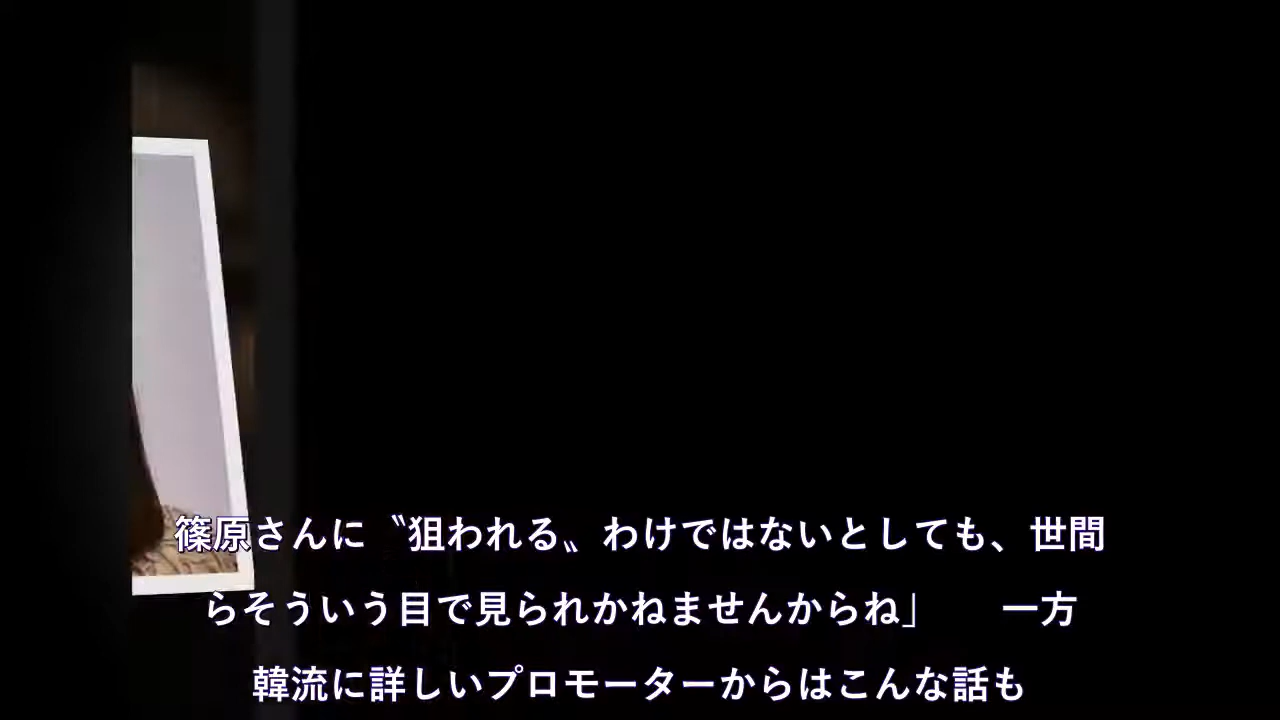 篠原さんに〝狙われる〟わけではないとしても、世間
らそういう目で見られかねませんからね」　　一方
韓流に詳しいプロモーターからはこんな話も